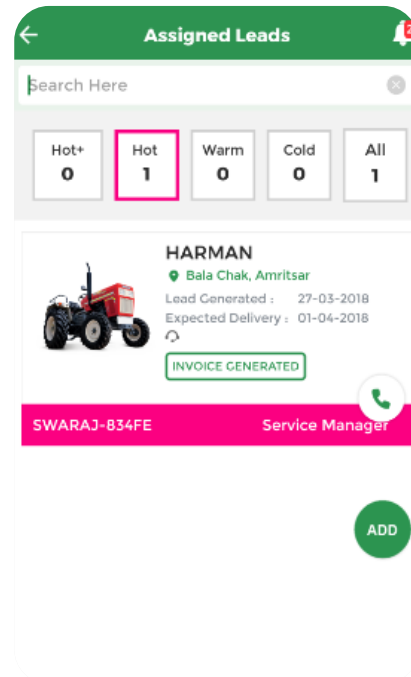 Assigned Leads
2
Search Here
Hot+ Hot Warm Cold All
0 1 0 0 1
HARMAN
Bala Chak, Amritsar
Lead Generated : 27-03-2018
Expected Delivery : 01-04-2018
INVOICE GENERATED
SWARAJ-834FE Service Manager
ADD